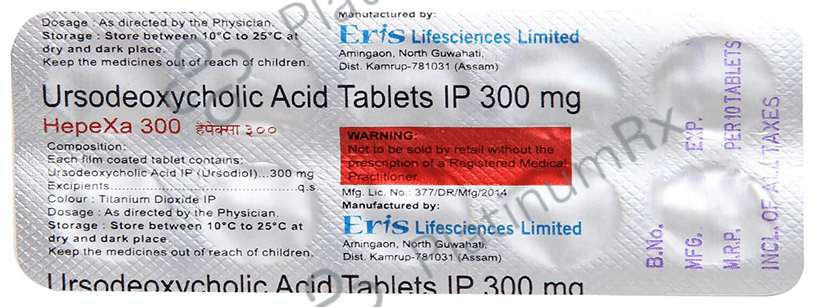 Dosage : As directed by the Physician.
Storage : Store between 10°C to 25°C at
dry and dark place.
Keep the medicines out of reach of children.
Manufactured by:
Eris Lifesciences Limited
Amingaon, North Guwahati,
Dist. Kamrup-781031 (Assam)
Ursodeoxycholic Acid Tablets IP 300 mg
HepeXa 300 हैपेक्सा ३००
Composition:
Each film coated tablet contains:
Ursodeoxycholic Acid IP (Ursodiol)...300 mg
Excipients................................q.s
Colour : Titanium Dioxide IP
Dosage : As directed by the Physician.
Storage : Store between 10°C to 25°C at
dry and dark place.
Keep the medicines out of reach of children.
WARNING:
Not to be sold by retail without the
prescription of a Registered Medical
Practitioner.
Mfg. Lic. No.: 377/DR/Mfg/2014
Manufactured by:
Eris Lifesciences Limited
Amingaon, North Guwahati,
Dist. Kamrup-781031 (Assam)
Ursodeoxycholic Acid Tablets IP 300 mg
B.No.
MFG. EXP.
M.R.P. PER10TABLETS
INCL.OF ALL TAXES
PlatinumRx